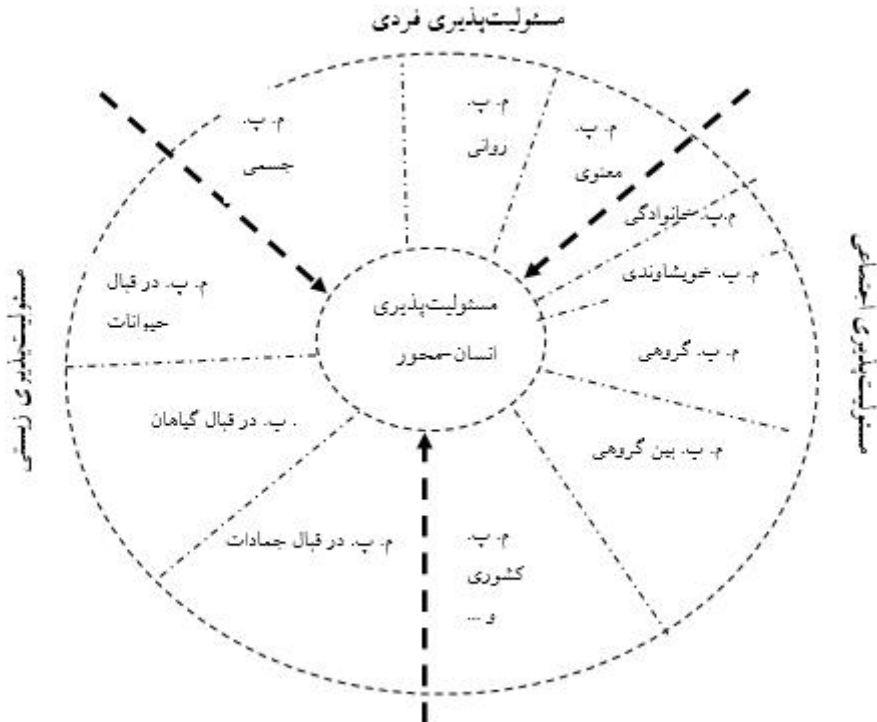 مسئولیت‌پذیری فردی
م. پ.
معنوی
م. پ.
روانی
م. پ.
جسمی
م.پ. خانوادگی
م. پ. خویشاوندی
م. پ. گروهی
م. پ. بین گروهی
م. پ.
کشوری
و ...
م. پ. در قبال جمادات
. پ. در قبال گیاهان
م. پ. در قبال
حیوانات
مسئولیت‌پذیری
انسان-محور
مسئولیت‌پذیری اجتماعی
مسئولیت‌پذیری زیستی